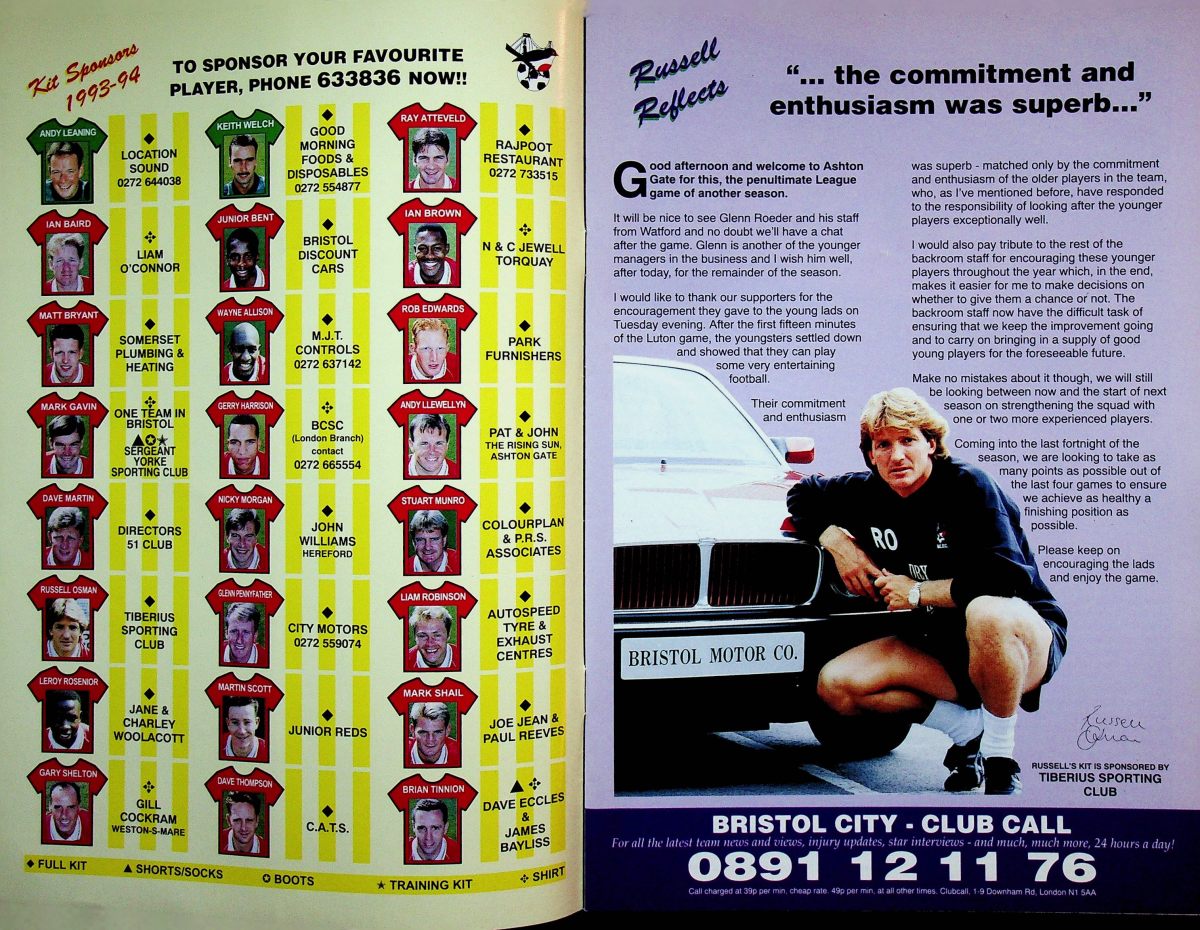 Kit Sponsors
1993-94
TO SPONSOR YOUR FAVOURITE
PLAYER, PHONE 633836 NOW!!
ANDY LEANING
◆
LOCATION
SOUND
0272 644038
KEITH WELCH
◆
GOOD
MORNING
FOODS &
DISPOSABLES
0272 554877
RAY ATTEVELD
◆
RAJPOOT
RESTAURANT
0272 733515
IAN BAIRD
LIAM
O'CONNOR
JUNIOR BENT
◆
BRISTOL
DISCOUNT
CARS
IAN BROWN
N & C JEWELL
TORQUAY
MATT BRYANT
◆
SOMERSET
PLUMBING &
HEATING
WAYNE ALLISON
◆
M.J.T.
CONTROLS
0272 637142
ROB EDWARDS
◆
PARK
FURNISHERS
MARK GAVIN
ONE TEAM IN
BRISTOL
▲✪★
SERGEANT
YORKE
SPORTING CLUB
GERRY HARRISON
BCSC
(London Branch)
contact
0272 665554
ANDY LLEWELLYN
◆
PAT & JOHN
THE RISING SUN,
ASHTON GATE
DAVE MARTIN
◆
DIRECTORS
51 CLUB
NICKY MORGAN
◆
JOHN
WILLIAMS
HEREFORD
STUART MUNRO
◆
COLOURPLAN
& P.R.S.
ASSOCIATES
RUSSELL OSMAN
◆
TIBERIUS
SPORTING
CLUB
GLENN PENNYFATHER
◆
CITY MOTORS
0272 559074
LIAM ROBINSON
◆
AUTOSPEED
TYRE &
EXHAUST
CENTRES
LEROY ROSENIOR
◆
JANE &
CHARLEY
WOOLACOTT
MARTIN SCOTT
◆
JUNIOR REDS
MARK SHAIL
◆
JOE JEAN &
PAUL REEVES
GARY SHELTON
GILL
COCKRAM
WESTON-S-MARE
DAVE THOMPSON
◆
C.A.T.S.
BRIAN TINNION
▲
DAVE ECCLES
&
JAMES
BAYLISS
◆ FULL KIT ▲ SHORTS/SOCKS ✪ BOOTS ★ TRAINING KIT ✣ SHIRT
Russell
Reflects
"... the commitment and
enthusiasm was superb..."
Good afternoon and welcome to Ashton
Gate for this, the penultimate League
game of another season.
It will be nice to see Glenn Roeder and his staff
from Watford and no doubt we'll have a chat
after the game. Glenn is another of the younger
managers in the business and I wish him well,
after today, for the remainder of the season.
I would like to thank our supporters for the
encouragement they gave to the young lads on
Tuesday evening. After the first fifteen minutes
of the Luton game, the youngsters settled down
and showed that they can play
some very entertaining
football.
Their commitment
and enthusiasm
was superb - matched only by the commitment
and enthusiasm of the older players in the team,
who, as I've mentioned before, have responded
to the responsibility of looking after the younger
players exceptionally well.
I would also pay tribute to the rest of the
backroom staff for encouraging these younger
players throughout the year which, in the end,
makes it easier for me to make decisions on
whether to give them a chance or not. The
backroom staff now have the difficult task of
ensuring that we keep the improvement going
and to carry on bringing in a supply of good
young players for the foreseeable future.
Make no mistakes about it though, we will still
be looking between now and the start of next
season on strengthening the squad with
one or two more experienced players.
Coming into the last fortnight of the
season, we are looking to take as
many points as possible out of
the last four games to ensure
we achieve as healthy a
finishing position as
possible.
Please keep on
encouraging the lads
and enjoy the game.
RO
BRISTOL MOTOR CO.
Russell
Osman
RUSSELL'S KIT IS SPONSORED BY
TIBERIUS SPORTING
CLUB
BRISTOL CITY - CLUB CALL
For all the latest team news and views, injury updates, star interviews - and much, much more, 24 hours a day!
0891 12 11 76
Call charged at 39p per min, cheap rate. 49p per min, at all other times. Clubcall, 1-9 Downham Rd, London N1 5AA